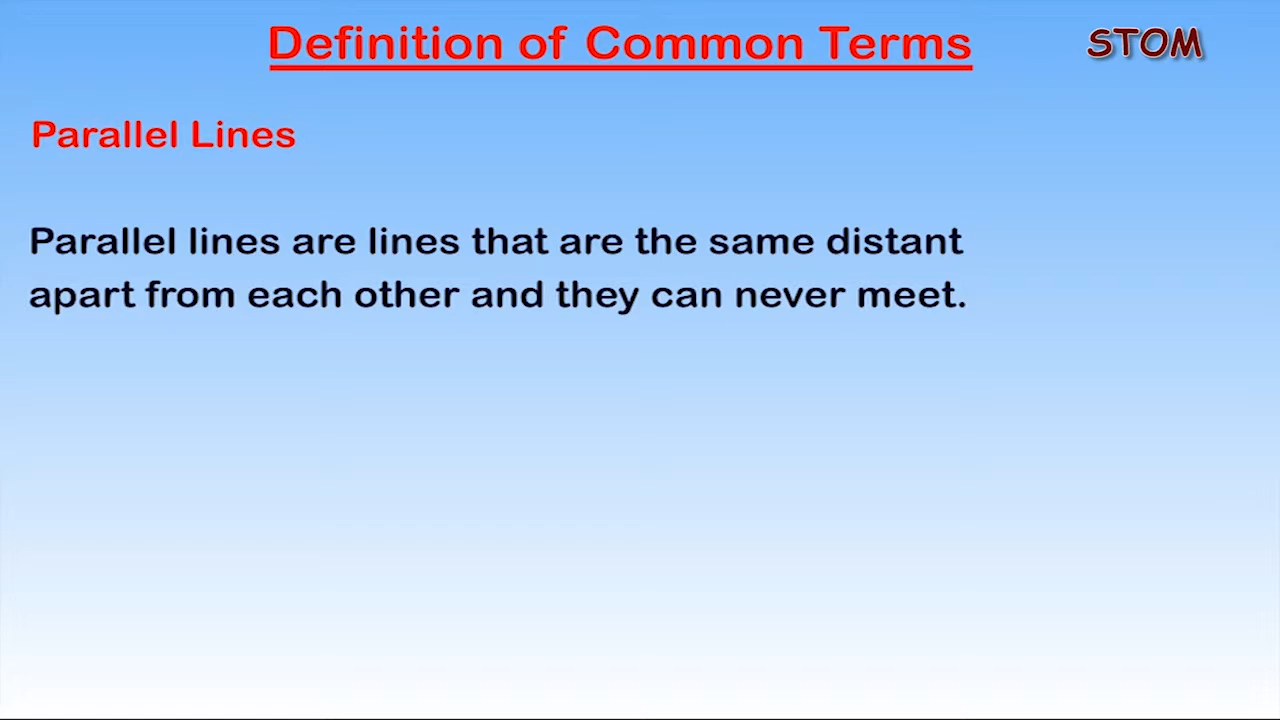 Definition of Common Terms
STOM
Parallel Lines
Parallel lines are lines that are the same distant
apart from each other and they can never meet.